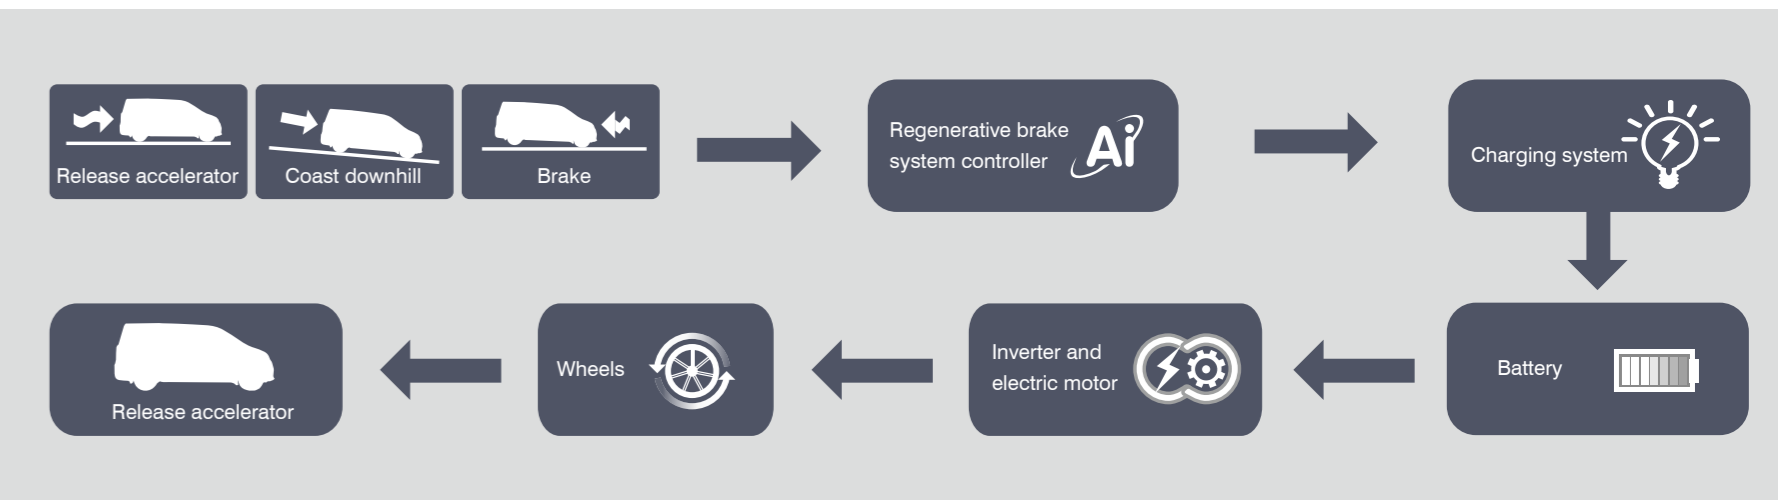 Release accelerator
Coast downhill
Brake
Regenerative brake
system controller
Ai
Charging system
Release accelerator
Wheels
Inverter and
electric motor
Battery